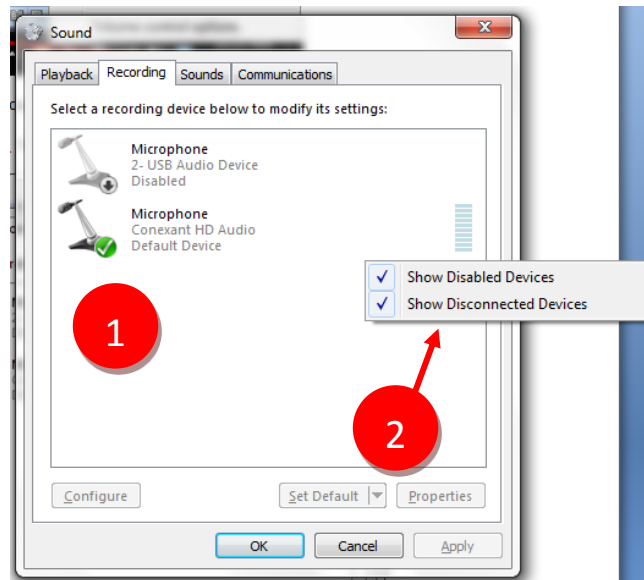 Sound
Playback Recording Sounds Communications
Select a recording device below to modify its settings:
Microphone
2- USB Audio Device
Disabled
Microphone
Conexant HD Audio
Default Device
Show Disabled Devices
Show Disconnected Devices
1
2
Configure Set Default Properties
OK Cancel Apply